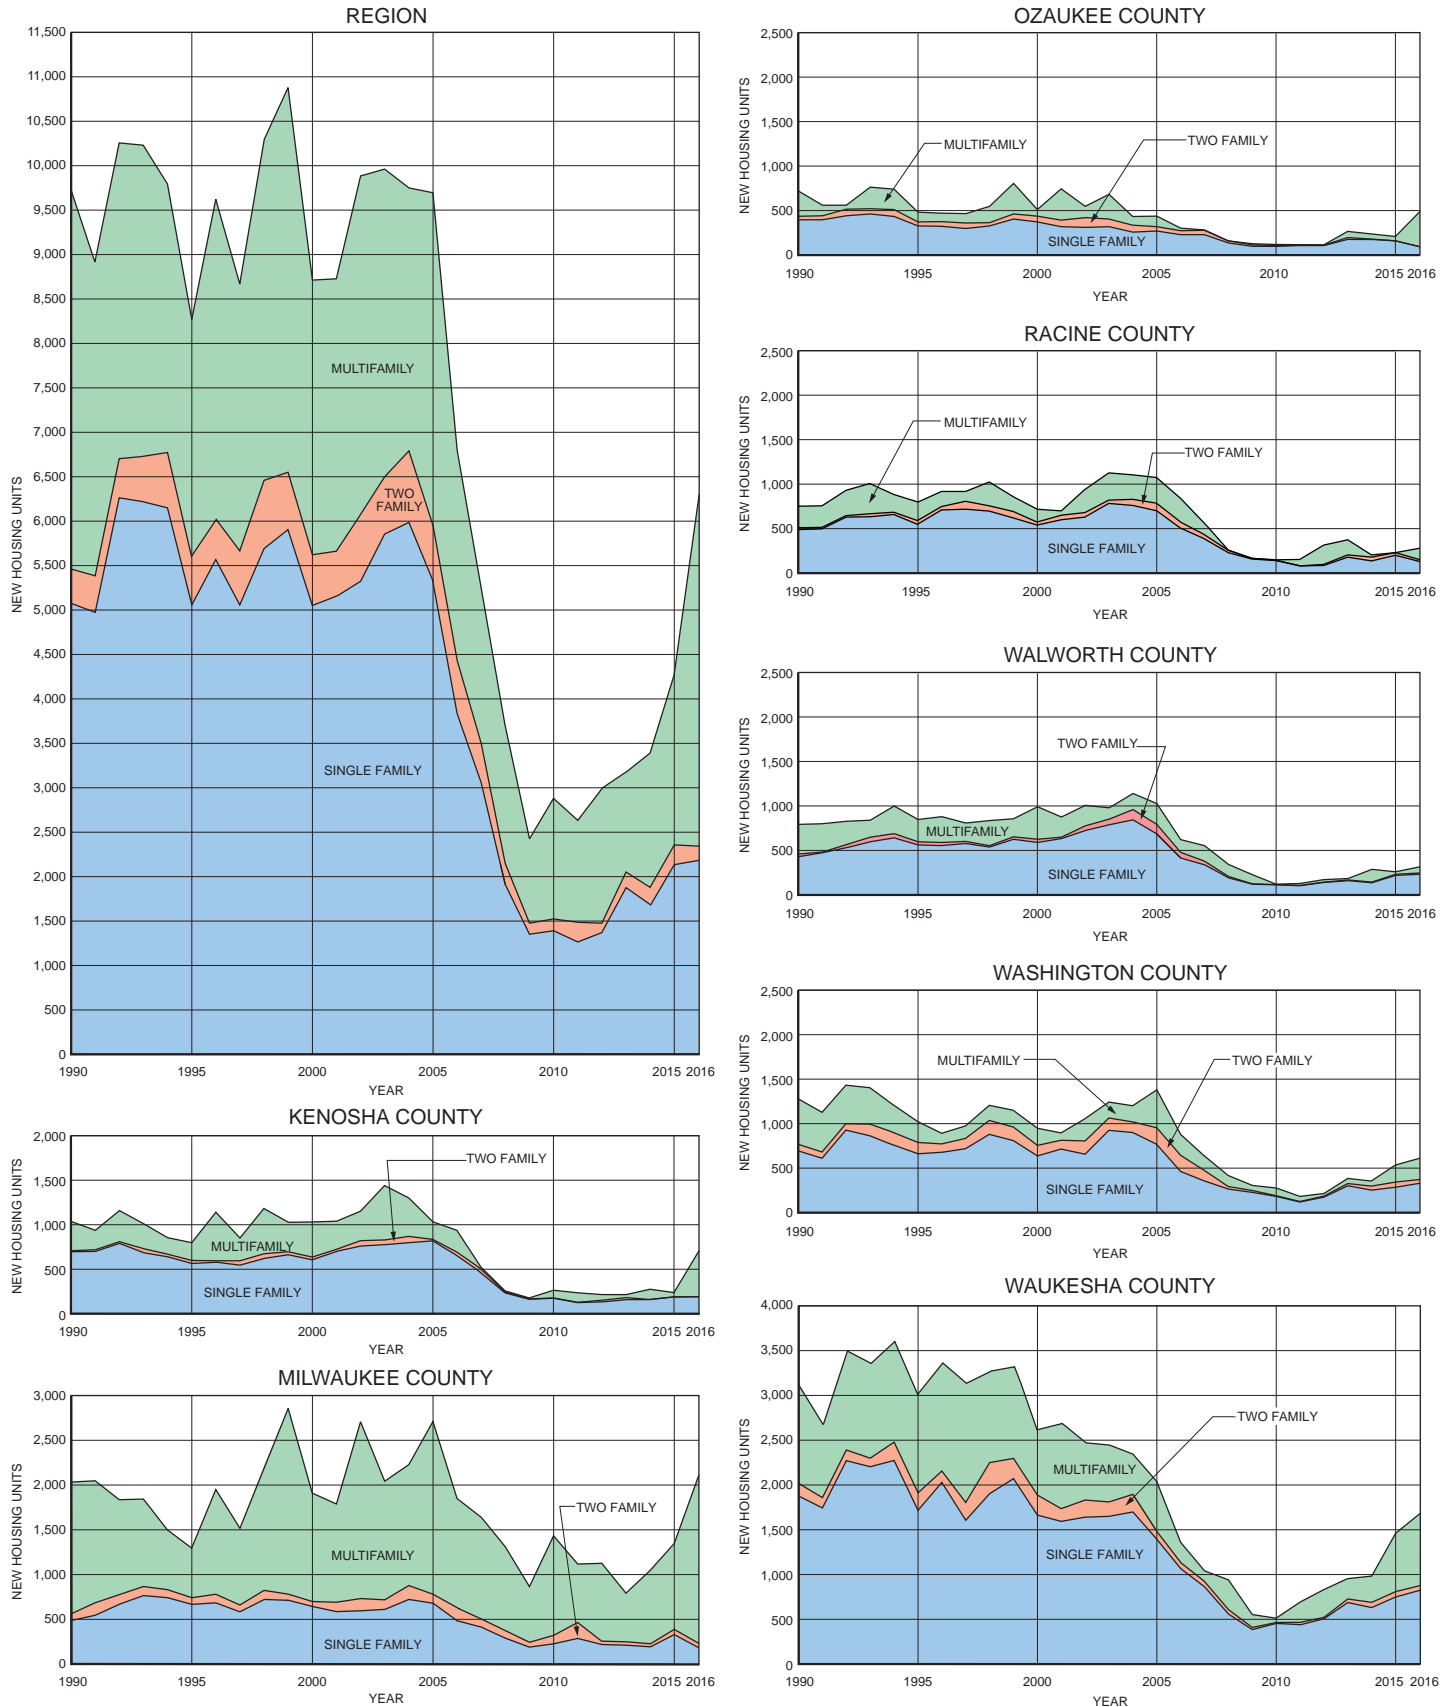 REGION
11,500
11,000
10,500
10,000
9,500
9,000
8,500
8,000
7,500
7,000
6,500
6,000
5,500
5,000
4,500
4,000
3,500
3,000
2,500
2,000
1,500
1,000
500
0
NEW HOUSING UNITS
MULTIFAMILY
TWO
FAMILY
SINGLE FAMILY
1990 1995 2000 2005 2010 2015 2016
YEAR
KENOSHA COUNTY
2,000
1,500
1,000
500
0
NEW HOUSING UNITS
TWO FAMILY
MULTIFAMILY
SINGLE FAMILY
1990 1995 2000 2005 2010 2015 2016
YEAR
MILWAUKEE COUNTY
3,000
2,500
2,000
1,500
1,000
500
0
NEW HOUSING UNITS
TWO FAMILY
MULTIFAMILY
SINGLE FAMILY
1990 1995 2000 2005 2010 2015 2016
YEAR
OZAUKEE COUNTY
2,500
2,000
1,500
1,000
500
0
NEW HOUSING UNITS
TWO FAMILY
MULTIFAMILY
SINGLE FAMILY
1990 1995 2000 2005 2010 2015 2016
YEAR
RACINE COUNTY
2,500
2,000
1,500
1,000
500
0
NEW HOUSING UNITS
MULTIFAMILY
TWO FAMILY
SINGLE FAMILY
1990 1995 2000 2005 2010 2015 2016
YEAR
WALWORTH COUNTY
2,500
2,000
1,500
1,000
500
0
NEW HOUSING UNITS
TWO FAMILY
MULTIFAMILY
SINGLE FAMILY
1990 1995 2000 2005 2010 2015 2016
YEAR
WASHINGTON COUNTY
2,500
2,000
1,500
1,000
500
0
NEW HOUSING UNITS
MULTIFAMILY
TWO FAMILY
SINGLE FAMILY
1990 1995 2000 2005 2010 2015 2016
YEAR
WAUKESHA COUNTY
4,000
3,500
3,000
2,500
2,000
1,500
1,000
500
0
NEW HOUSING UNITS
TWO FAMILY
MULTIFAMILY
SINGLE FAMILY
1990 1995 2000 2005 2010 2015 2016
YEAR